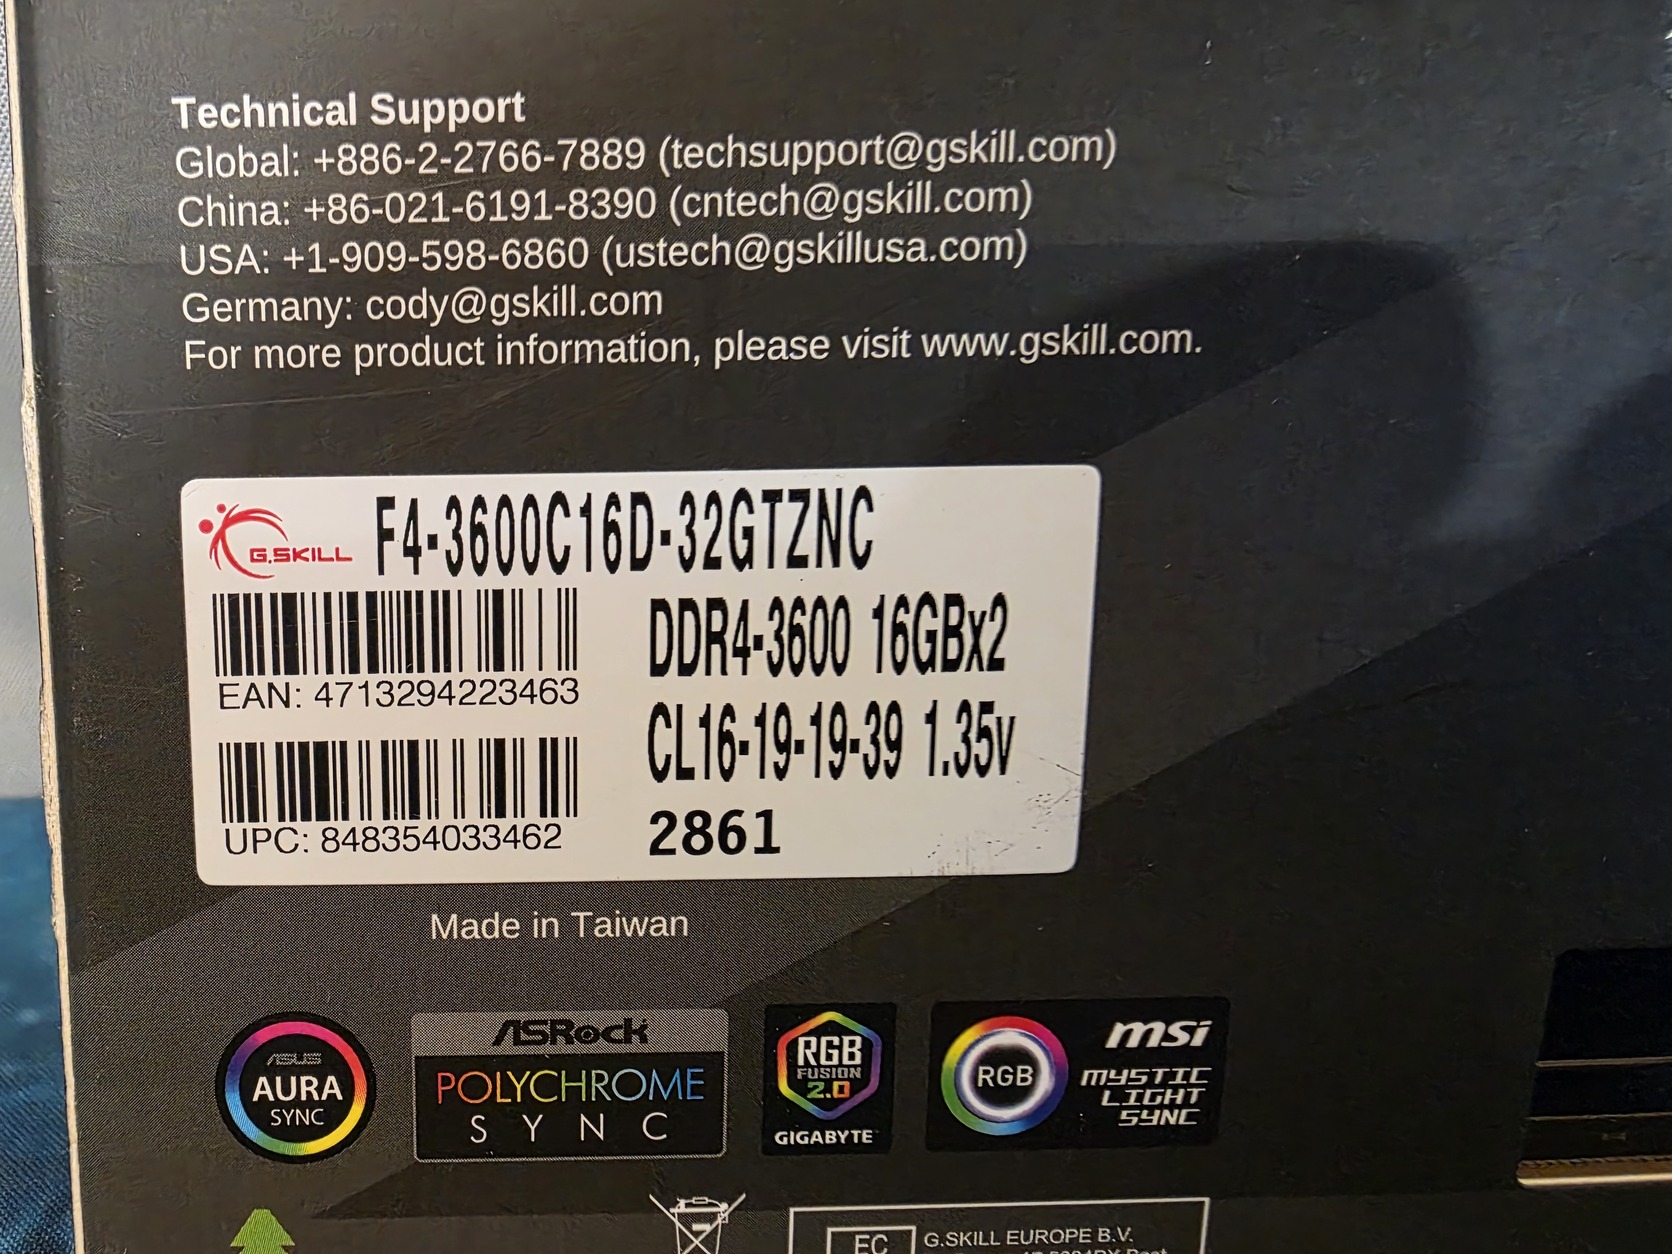 Technical Support
Global: +886-2-2766-7889 (techsupport@gskill.com)
China: +86-021-6191-8390 (cntech@gskill.com)
USA: +1-909-598-6860 (ustech@gskillusa.com)
Germany: cody@gskill.com
For more product information, please visit www.gskill.com.
G.SKILL F4-3600C16D-32GTZNC
DDR4-3600 16GBx2
EAN: 4713294223463
CL16-19-19-39 1.35v
UPC: 848354033462
2861
Made in Taiwan
ASUS
AURA
SYNC
ASRock
POLYCHROME
SYNC
RGB
FUSION
2.0
GIGABYTE
RGB
msi
MYSTIC
LIGHT
SYNC
EC
G.SKILL EUROPE B.V.